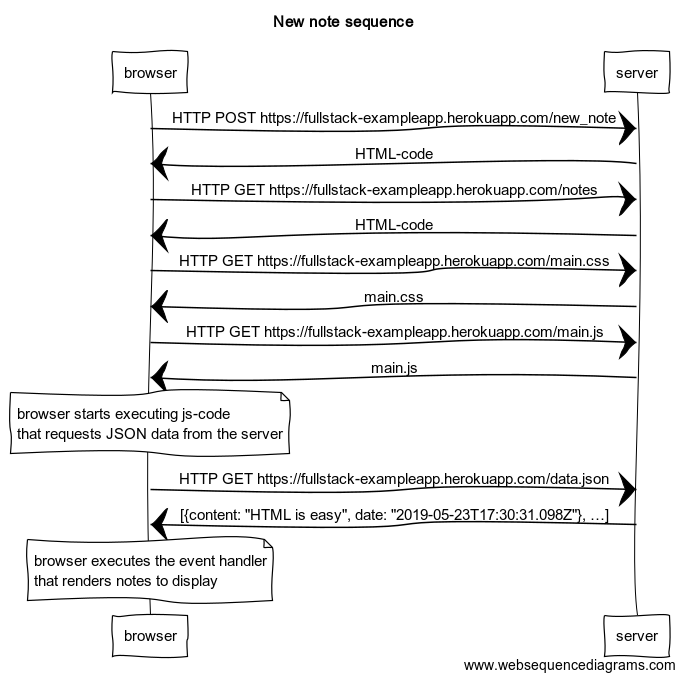 New note sequence
browser
server
HTTP POST https://fullstack-exampleapp.herokuapp.com/new_note
HTML-code
HTTP GET https://fullstack-exampleapp.herokuapp.com/notes
HTML-code
HTTP GET https://fullstack-exampleapp.herokuapp.com/main.css
main.css
HTTP GET https://fullstack-exampleapp.herokuapp.com/main.js
main.js
browser starts executing js-code
that requests JSON data from the server
HTTP GET https://fullstack-exampleapp.herokuapp.com/data.json
[{content: "HTML is easy", date: "2019-05-23T17:30:31.098Z"}, ...]
browser executes the event handler
that renders notes to display
browser
server
www.websequencediagrams.com